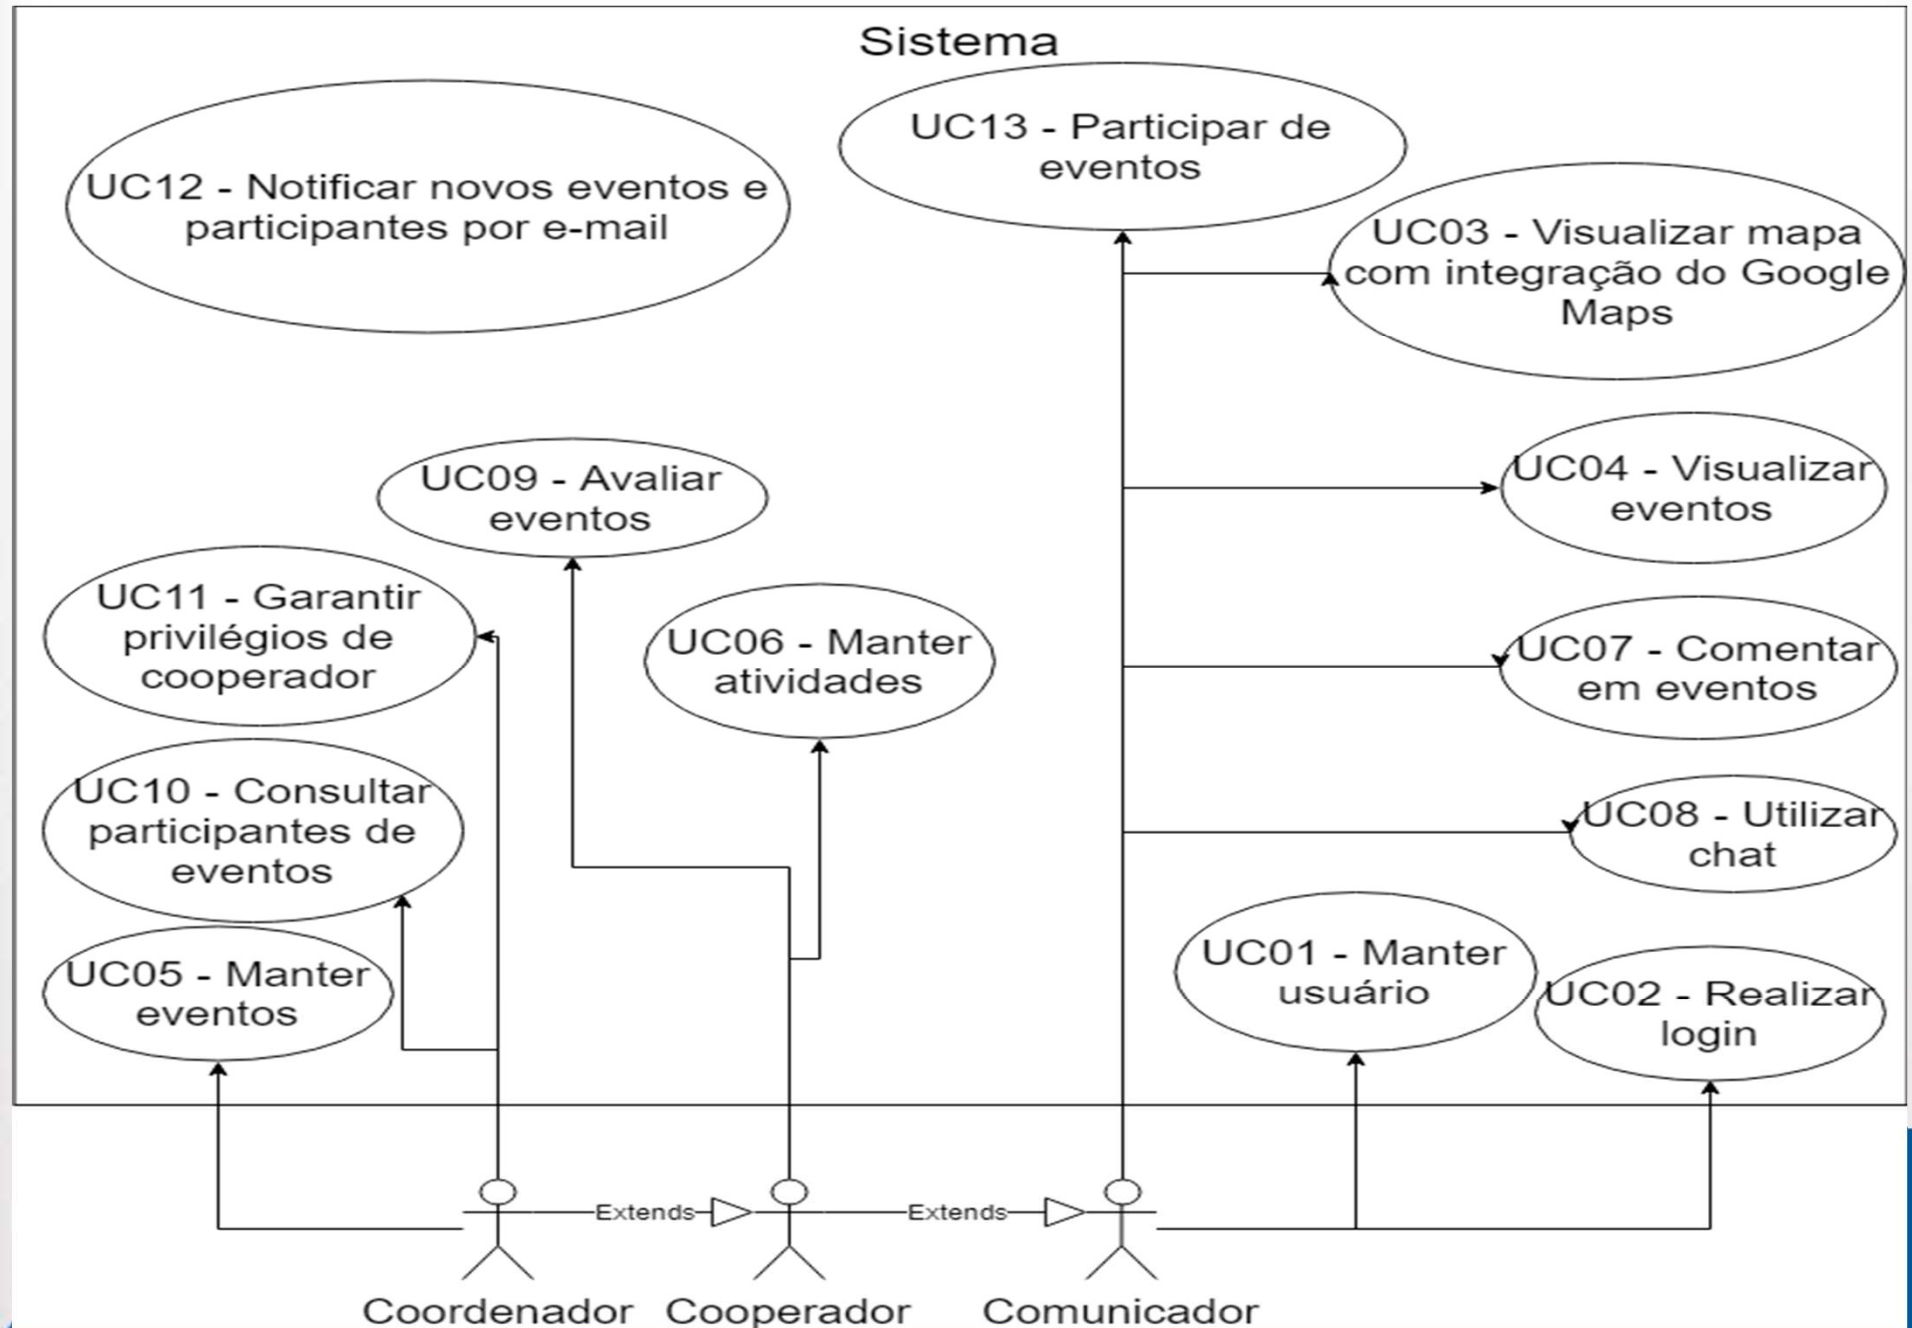 Sistema
UC13 - Participar de
eventos
UC12 - Notificar novos eventos e
participantes por e-mail
UC03 - Visualizar mapa
com integração do Google
Maps
UC09 - Avaliar
eventos
UC04 - Visualizar
eventos
UC11 - Garantir
privilégios de
cooperador
UC06 - Manter
atividades
UC07 - Comentar
em eventos
UC10 - Consultar
participantes de
eventos
UC08 - Utilizar
chat
UC05 - Manter
eventos
UC01 - Manter
usuário
UC02 - Realizar
login
Extends
Extends
Coordenador
Cooperador
Comunicador